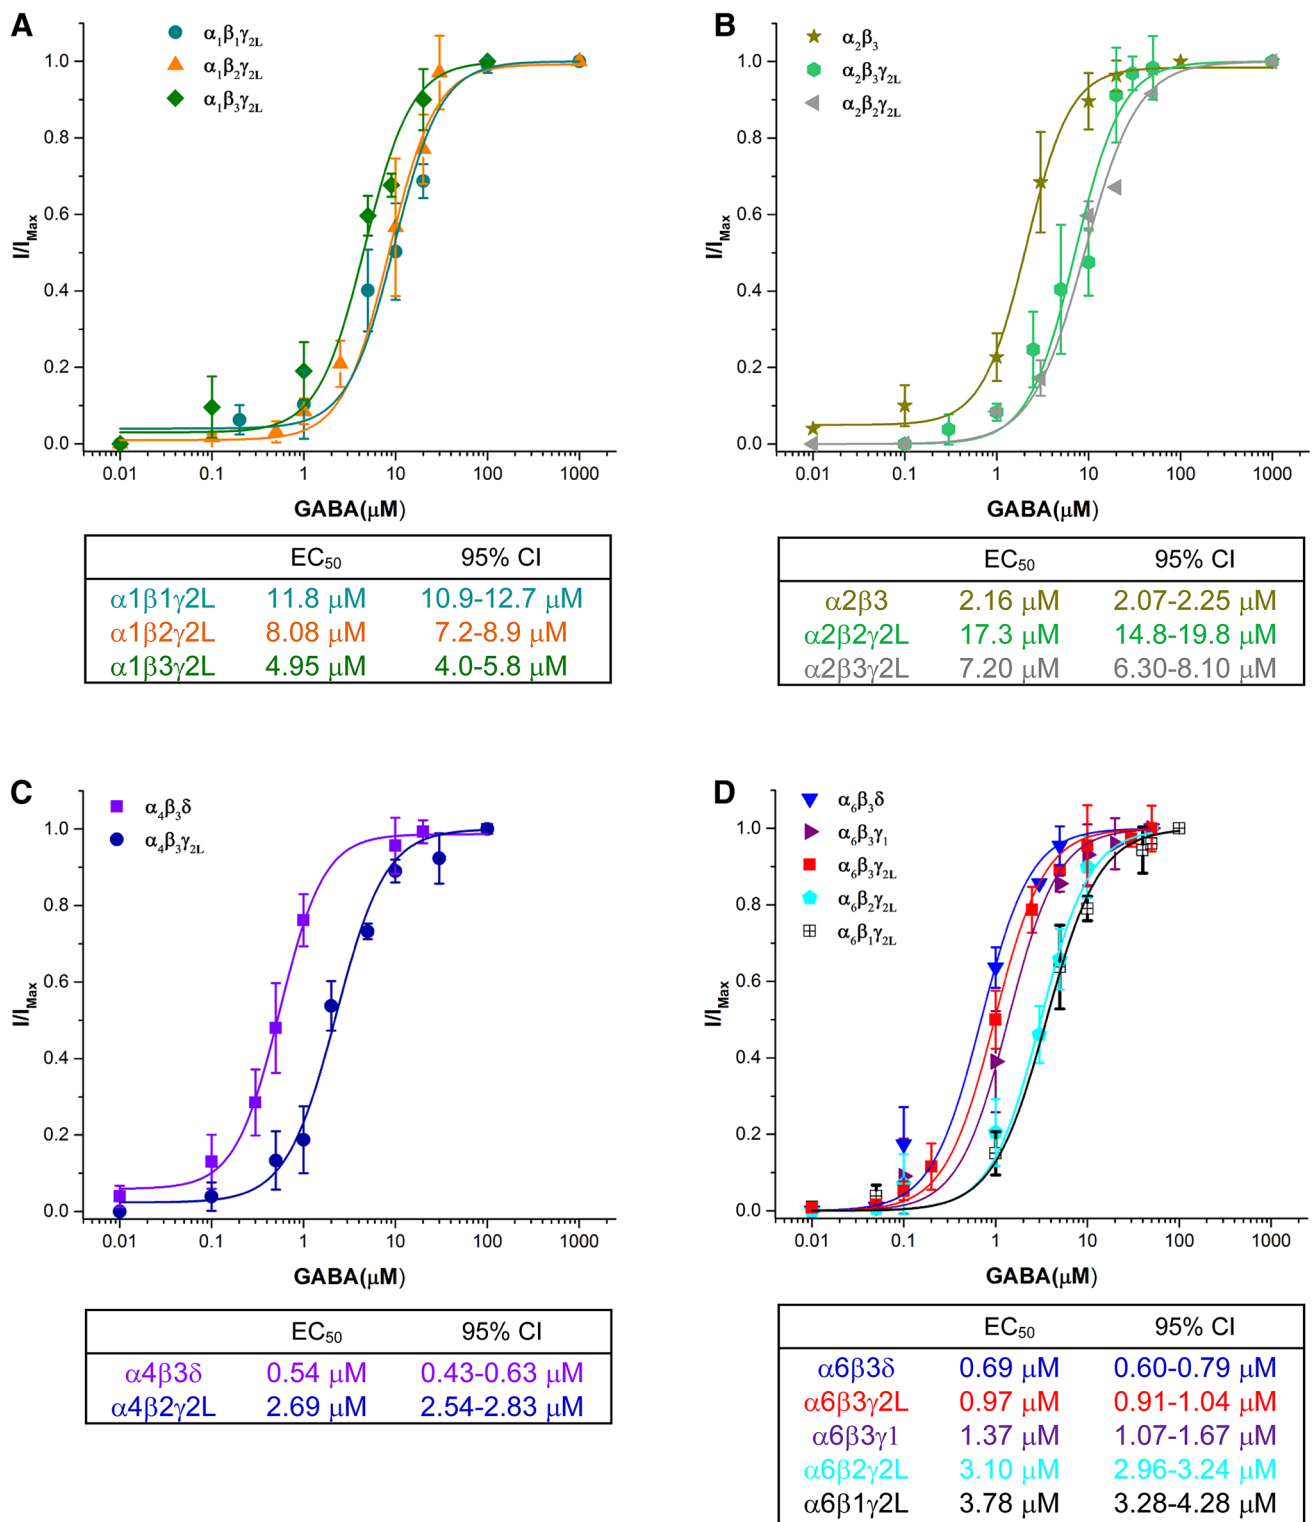 A
α₁β₁γ₂L
α₁β₂γ₂L
α₁β₃γ₂L
1.0
0.8
0.6
0.4
0.2
0.0
I/I_Max
0.01 0.1 1 10 100 1000
GABA(μM)
EC₅₀ 95% CI
α1β1γ2L 11.8 μM 10.9-12.7 μM
α1β2γ2L 8.08 μM 7.2-8.9 μM
α1β3γ2L 4.95 μM 4.0-5.8 μM
B
α₂β₃
α₂β₃γ₂L
α₂β₂γ₂L
1.0
0.8
0.6
0.4
0.2
0.0
I/I_Max
0.01 0.1 1 10 100 1000
GABA(μM)
EC₅₀ 95% CI
α2β3 2.16 μM 2.07-2.25 μM
α2β2γ2L 17.3 μM 14.8-19.8 μM
α2β3γ2L 7.20 μM 6.30-8.10 μM
C
α₄β₃δ
α₄β₃γ₂L
1.0
0.8
0.6
0.4
0.2
0.0
I/I_Max
0.01 0.1 1 10 100 1000
GABA(μM)
EC₅₀ 95% CI
α4β3δ 0.54 μM 0.43-0.63 μM
α4β2γ2L 2.69 μM 2.54-2.83 μM
D
α₆β₃δ
α₆β₃γ₁
α₆β₃γ₂L
α₆β₂γ₂L
α₆β₁γ₂L
1.0
0.8
0.6
0.4
0.2
0.0
I/I_Max
0.01 0.1 1 10 100 1000
GABA(μM)
EC₅₀ 95% CI
α6β3δ 0.69 μM 0.60-0.79 μM
α6β3γ2L 0.97 μM 0.91-1.04 μM
α6β3γ1 1.37 μM 1.07-1.67 μM
α6β2γ2L 3.10 μM 2.96-3.24 μM
α6β1γ2L 3.78 μM 3.28-4.28 μM